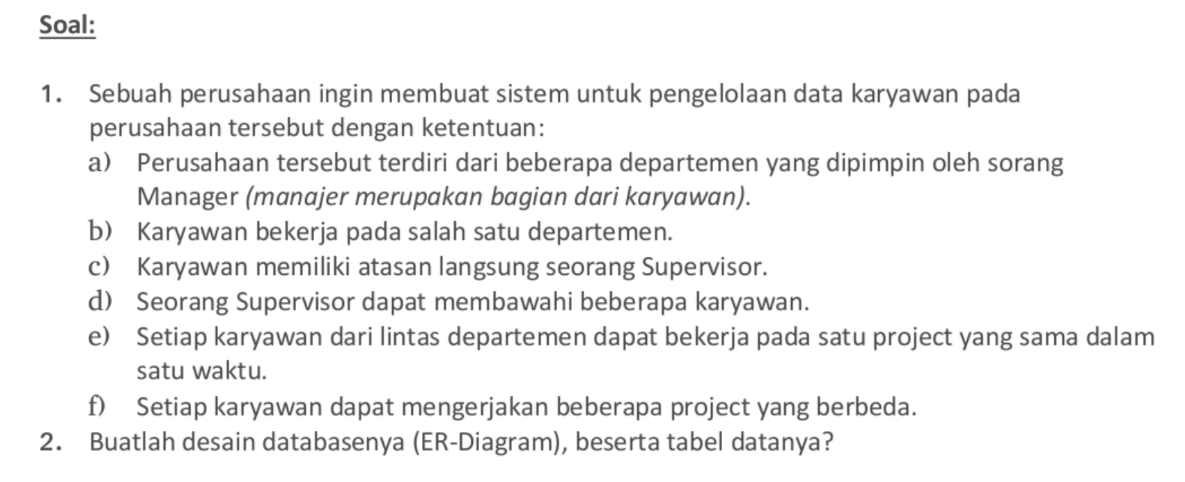 Soal:
1. Sebuah perusahaan ingin membuat sistem untuk pengelolaan data karyawan pada
perusahaan tersebut dengan ketentuan:
a) Perusahaan tersebut terdiri dari beberapa departemen yang dipimpin oleh sorang
Manager (manajer merupakan bagian dari karyawan).
b) Karyawan bekerja pada salah satu departemen.
c) Karyawan memiliki atasan langsung seorang Supervisor.
d) Seorang Supervisor dapat membawahi beberapa karyawan.
e) Setiap karyawan dari lintas departemen dapat bekerja pada satu project yang sama dalam
satu waktu.
f) Setiap karyawan dapat mengerjakan beberapa project yang berbeda.
2. Buatlah desain databasenya (ER-Diagram), beserta tabel datanya?